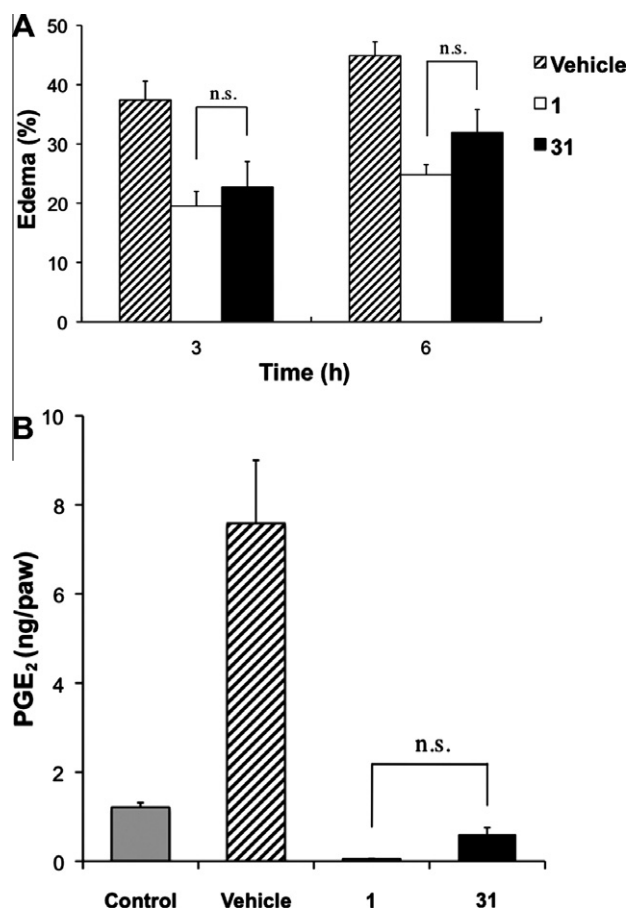 A
50
40
30
20
10
0
Edema (%)
n.s.
n.s.
Vehicle
1
31
3
6
Time (h)
B
10
8
6
4
2
0
PGE₂ (ng/paw)
n.s.
Control
Vehicle
1
31